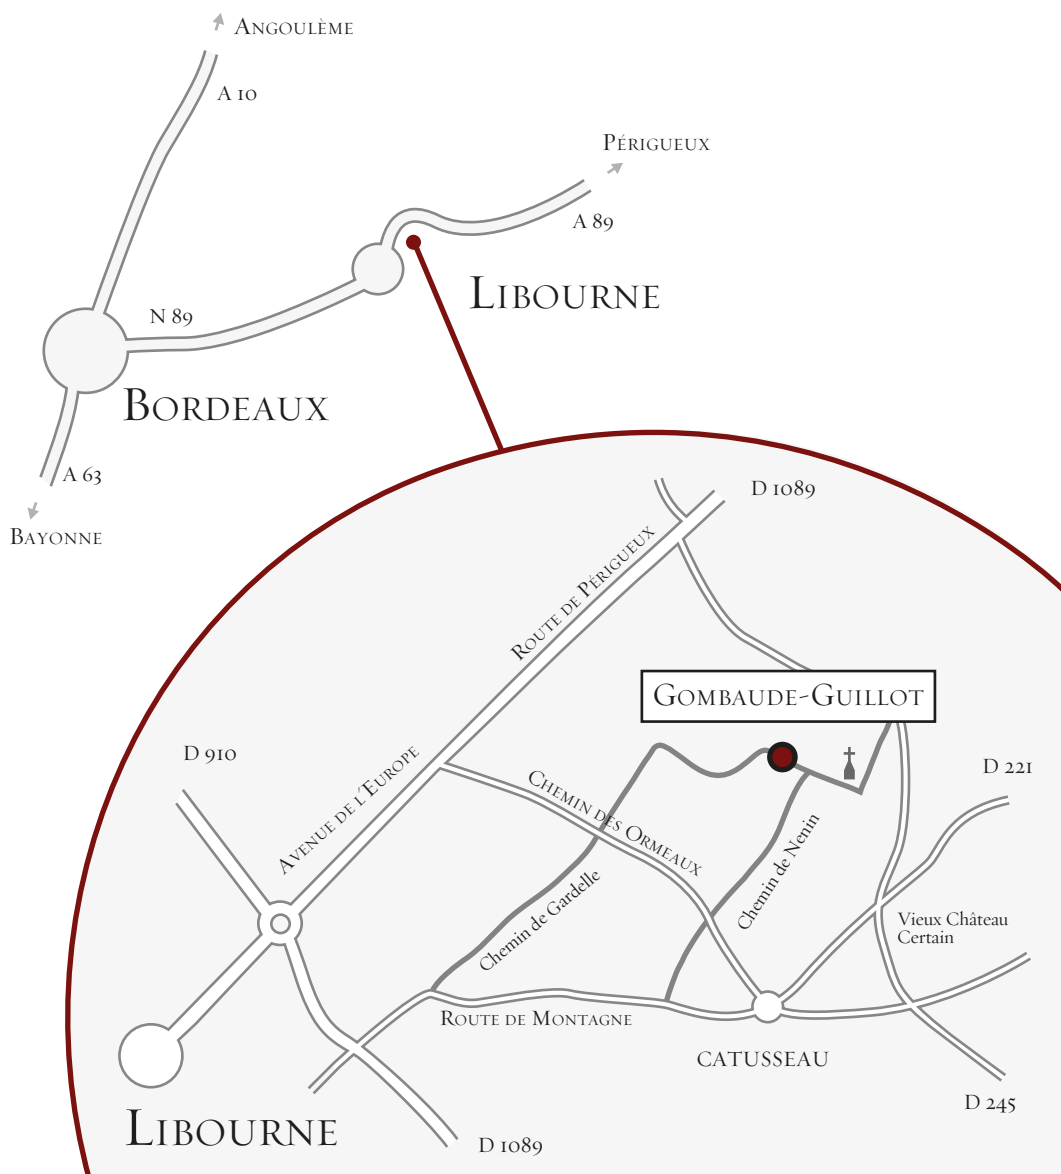 Angoulème
A 10
Périgueux
A 89
Libourne
N 89
Bordeaux
A 63
Bayonne
D 1089
Route de Périgueux
Gombaude-Guillot
D 910
Avenue de l'Europe
Chemin des Ormeaux
D 221
Chemin de Nenin
Chemin de Gardelle
Vieux Château
Certain
Route de Montagne
CATUSSEAU
Libourne
D 245
D 1089